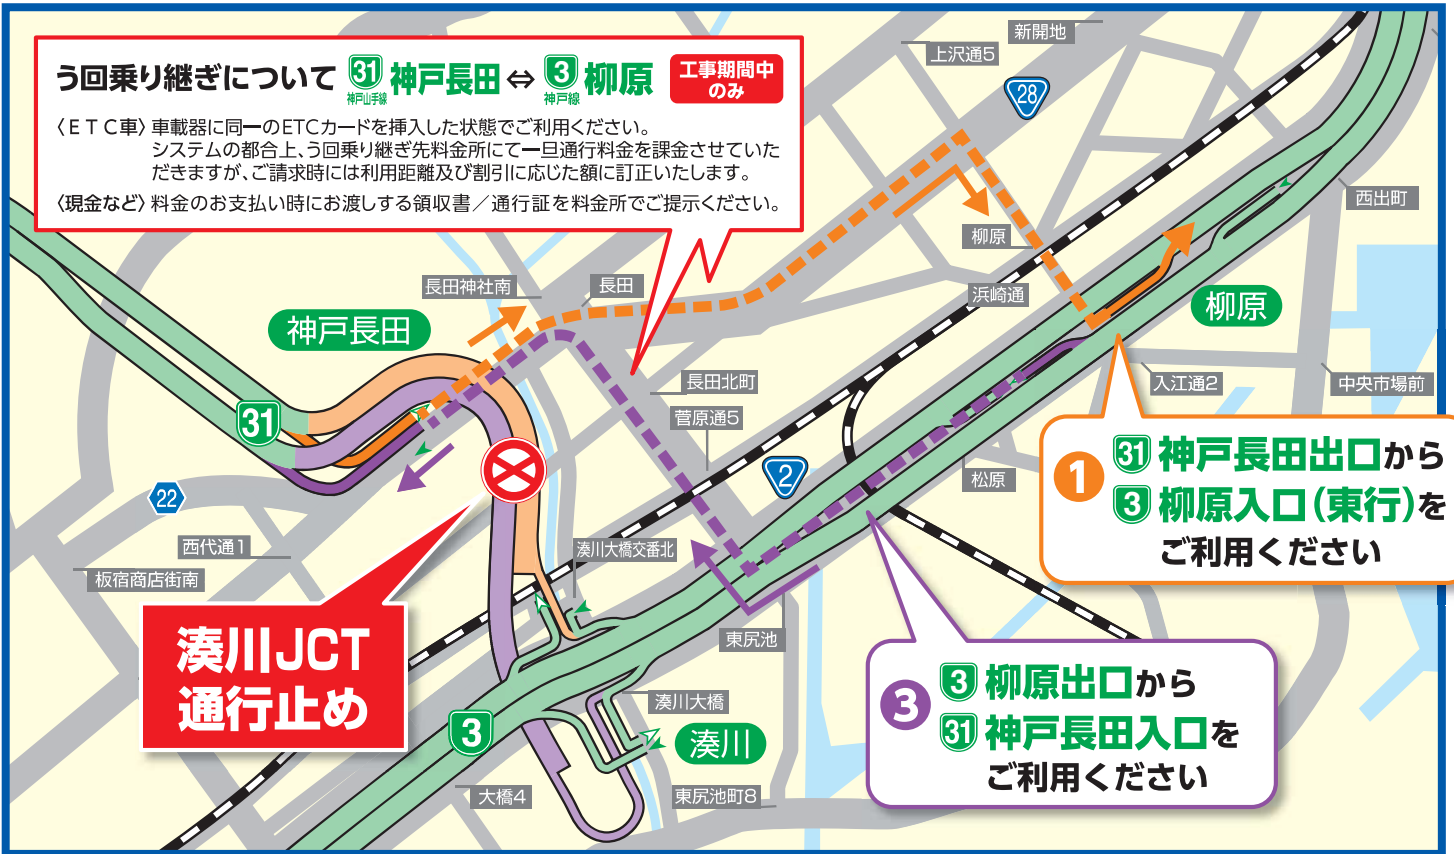 う回乗り継ぎについて 31 神戸山手線 神戸長田 ⇔ 3 神戸線 柳原 工事期間中のみ
〈ETC車〉車載器に同一のETCカードを挿入した状態でご利用ください。
システムの都合上、う回乗り継ぎ先料金所にて一旦通行料金を課金させていた
だきますが、ご請求時には利用距離及び割引に応じた額に訂正いたします。
〈現金など〉料金のお支払い時にお渡しする領収書／通行証を料金所でご提示ください。
新開地
上沢通5
28
西出町
柳原
長田神社南
長田
浜崎通
神戸長田
柳原
長田北町
入江通2
中央市場前
菅原通5
31
2
松原
22
1
31 神戸長田出口から
3 柳原入口(東行)を
ご利用ください
西代通1
湊川大橋交番北
板宿商店街南
湊川JCT
通行止め
東尻池
3
湊川大橋
湊川
3
3 柳原出口から
31 神戸長田入口を
ご利用ください
大橋4
東尻池町8